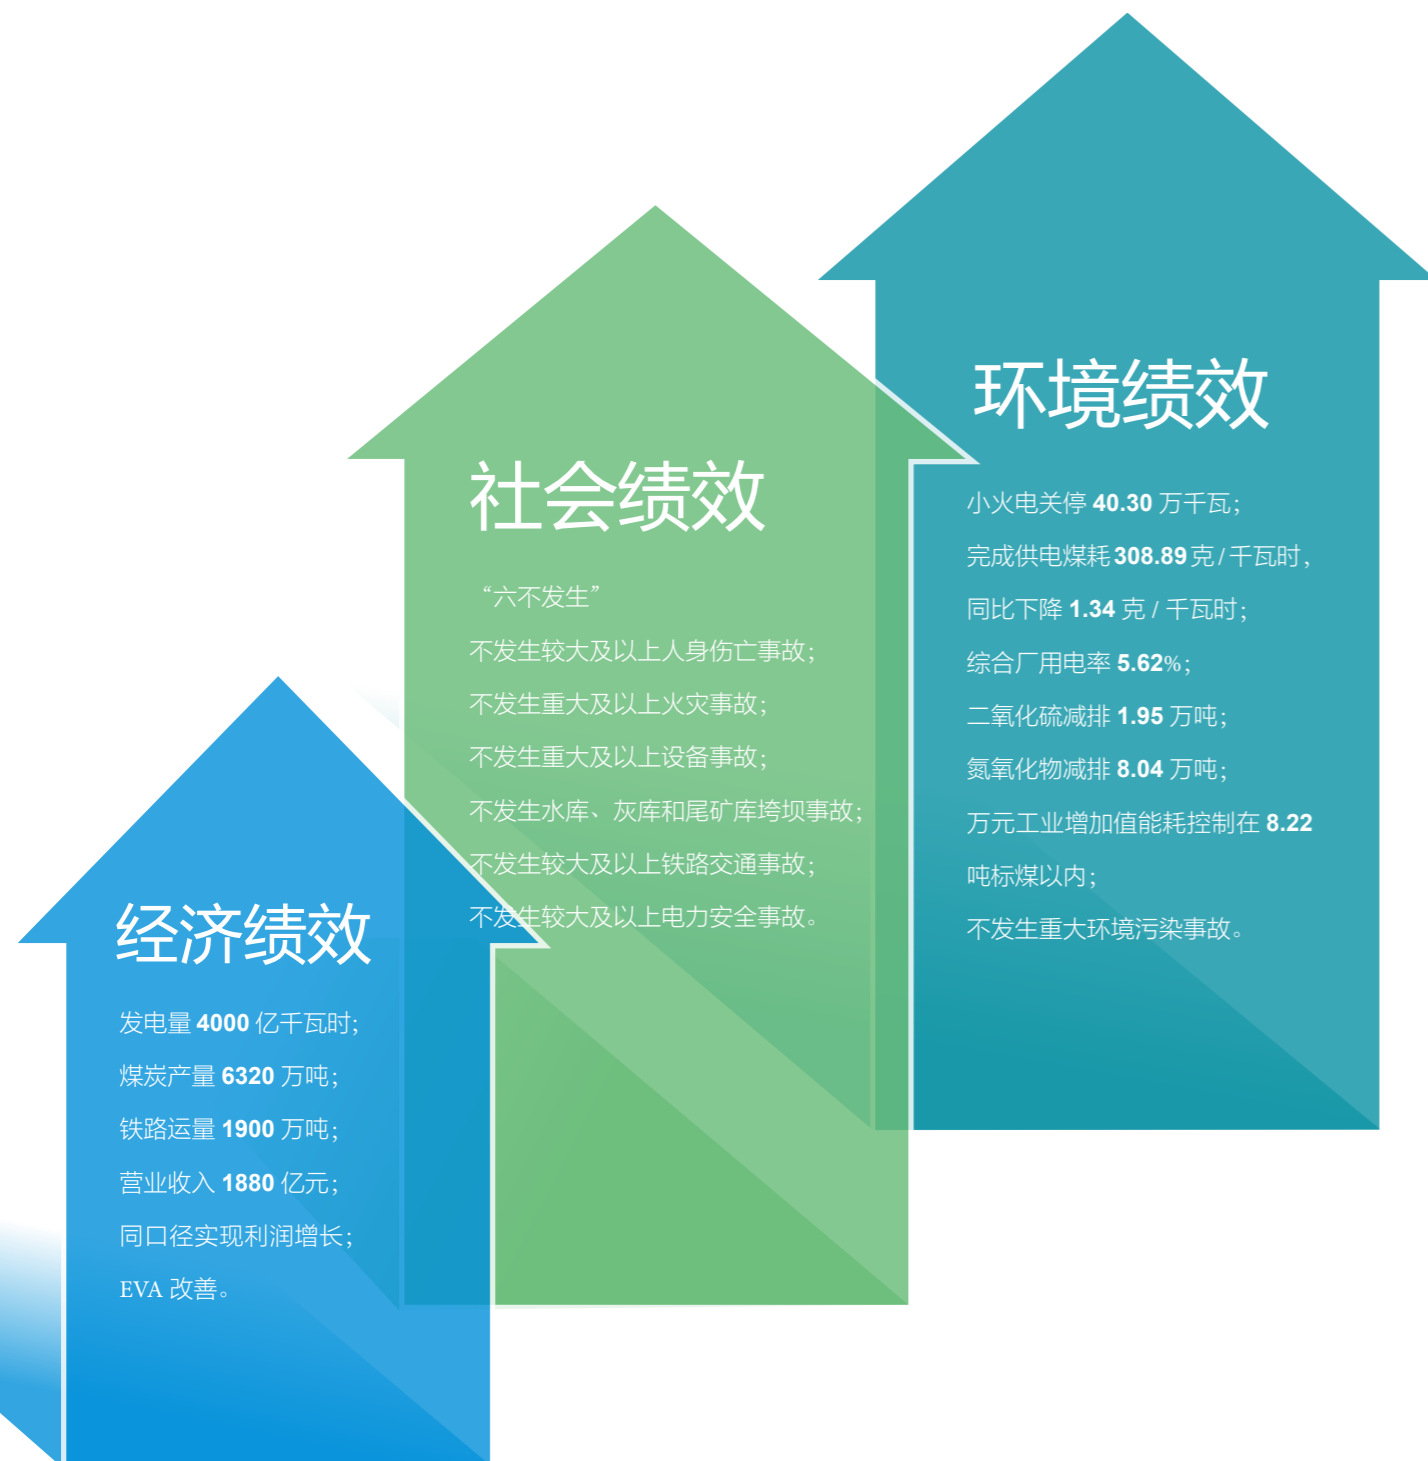 经济绩效
发电量 4000 亿千瓦时;
煤炭产量 6320 万吨;
铁路运量 1900 万吨;
营业收入 1880 亿元;
同口径实现利润增长;
EVA 改善。
社会绩效
“六不发生”
不发生较大及以上人身伤亡事故;
不发生重大及以上火灾事故;
不发生重大及以上设备事故;
不发生水库、灰库和尾矿库垮坝事故;
不发生较大及以上铁路交通事故;
不发生较大及以上电力安全事故。
环境绩效
小火电关停 40.30 万千瓦;
完成供电煤耗 308.89 克 / 千瓦时,
同比下降 1.34 克 / 千瓦时;
综合厂用电率 5.62%;
二氧化硫减排 1.95 万吨;
氮氧化物减排 8.04 万吨;
万元工业增加值能耗控制在 8.22
吨标煤以内;
不发生重大环境污染事故。